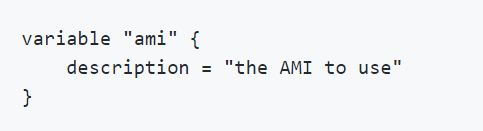 variable "ami" {
    description = "the AMI to use"
}